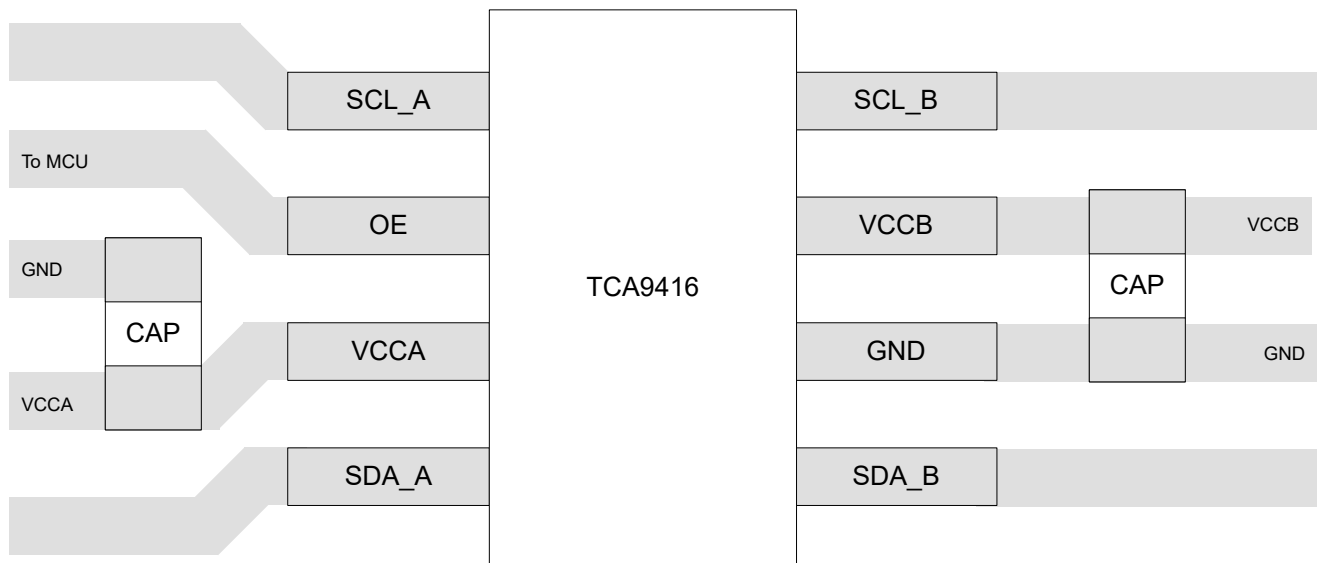 SCL_A
SCL_B
To MCU
OE
VCCB
VCCB
GND
CAP
TCA9416
CAP
VCCA
GND
GND
VCCA
SDA_A
SDA_B